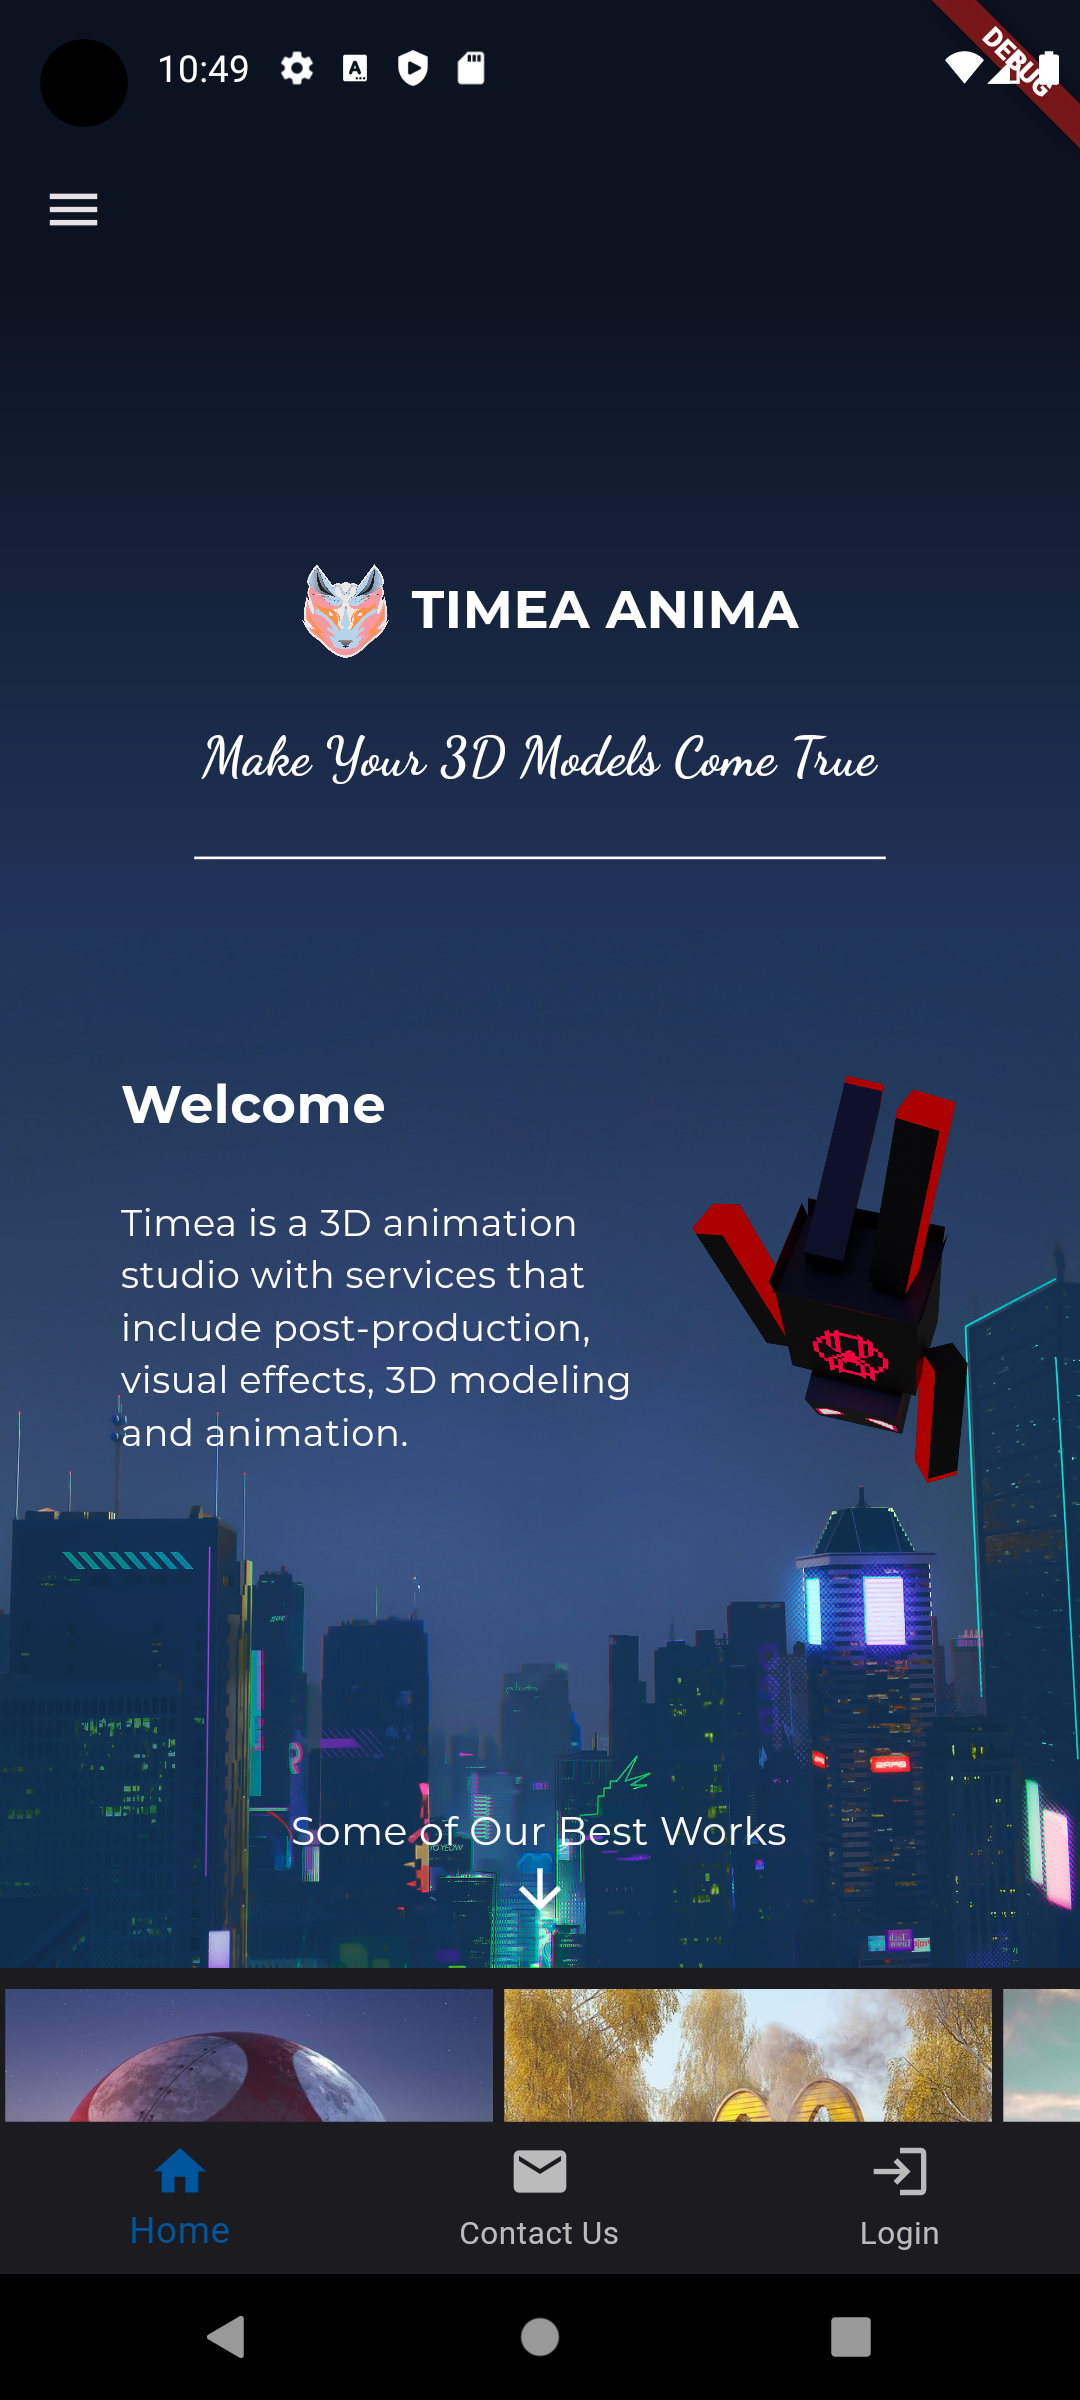 10:49
DEBUG
TIMEA ANIMA
Make Your 3D Models Come True
Welcome
Timea is a 3D animation
studio with services that
include post-production,
visual effects, 3D modeling
and animation.
Some of Our Best Works
Home
Contact Us
Login